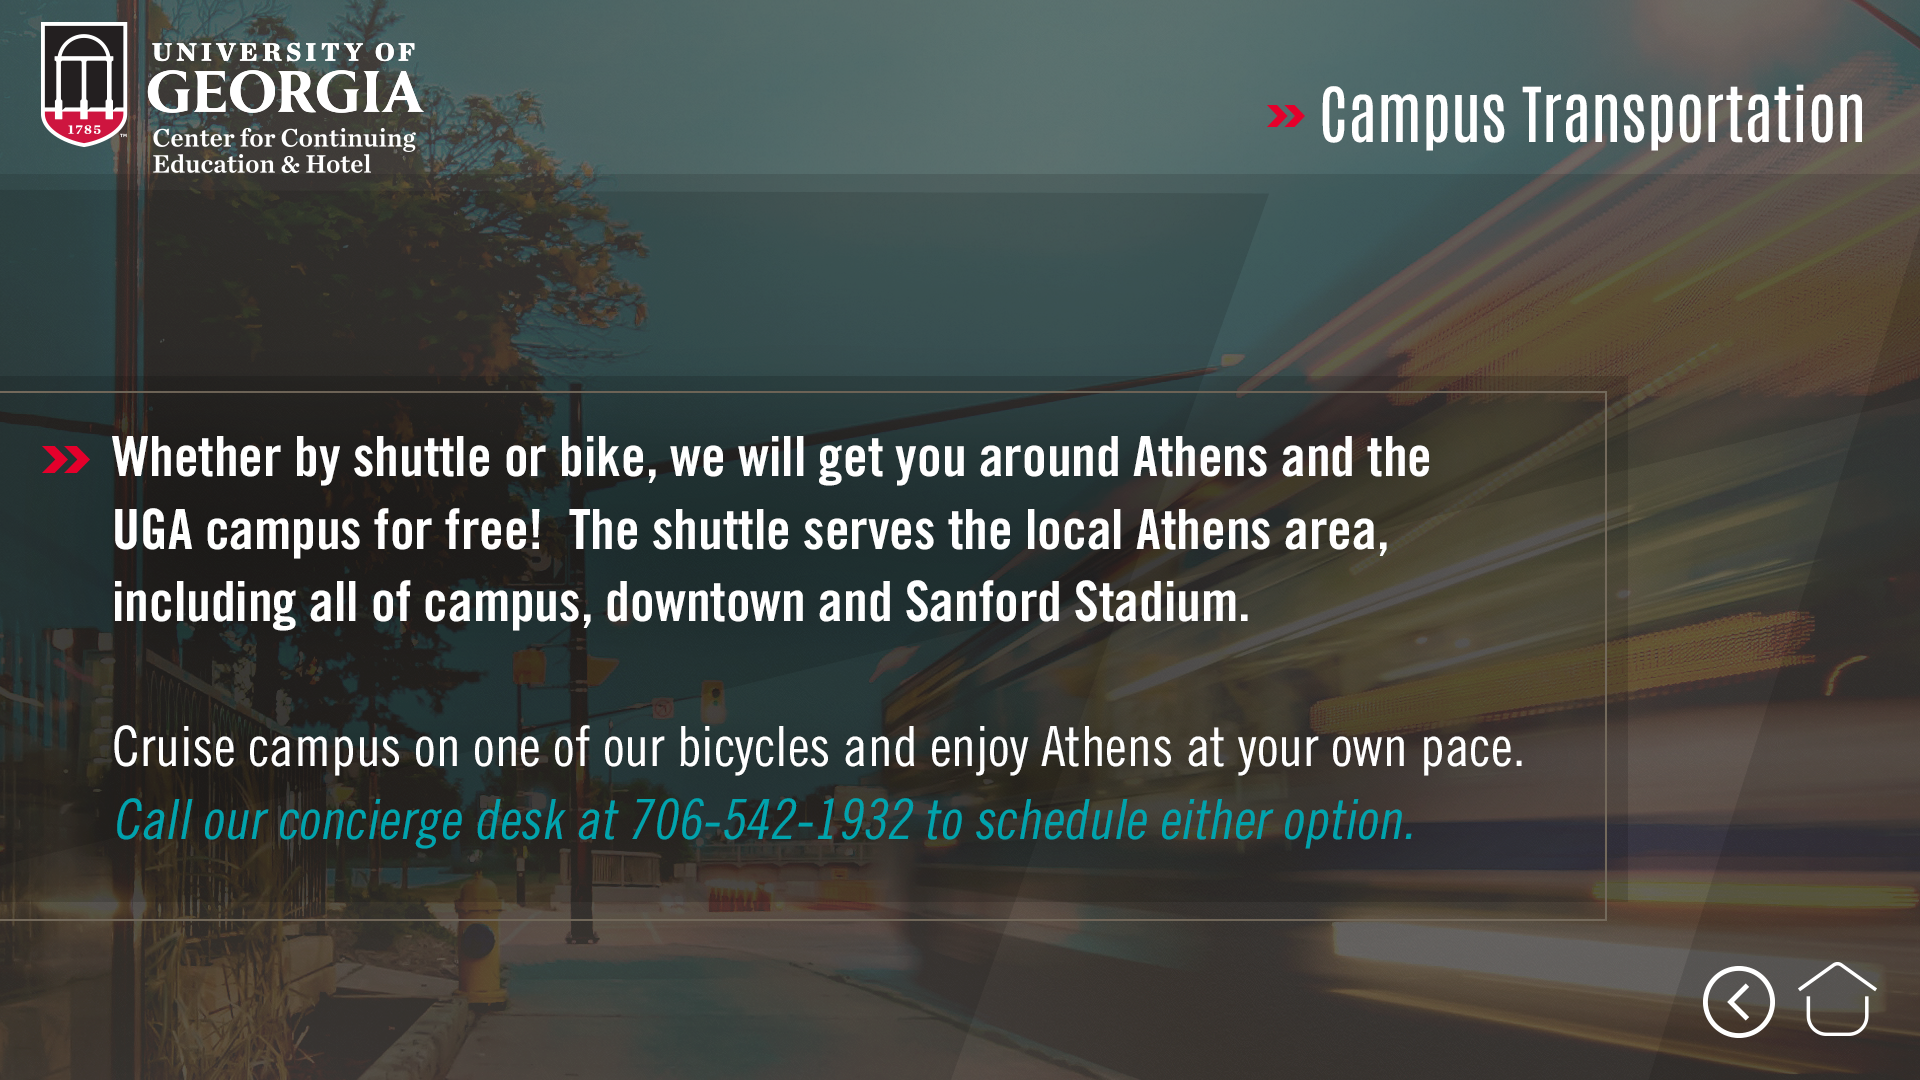 UNIVERSITY OF
GEORGIA
1785
™
Center for Continuing
Education & Hotel
Campus Transportation
Whether by shuttle or bike, we will get you around Athens and the
UGA campus for free!  The shuttle serves the local Athens area,
including all of campus, downtown and Sanford Stadium.
Cruise campus on one of our bicycles and enjoy Athens at your own pace.
Call our concierge desk at 706-542-1932 to schedule either option.